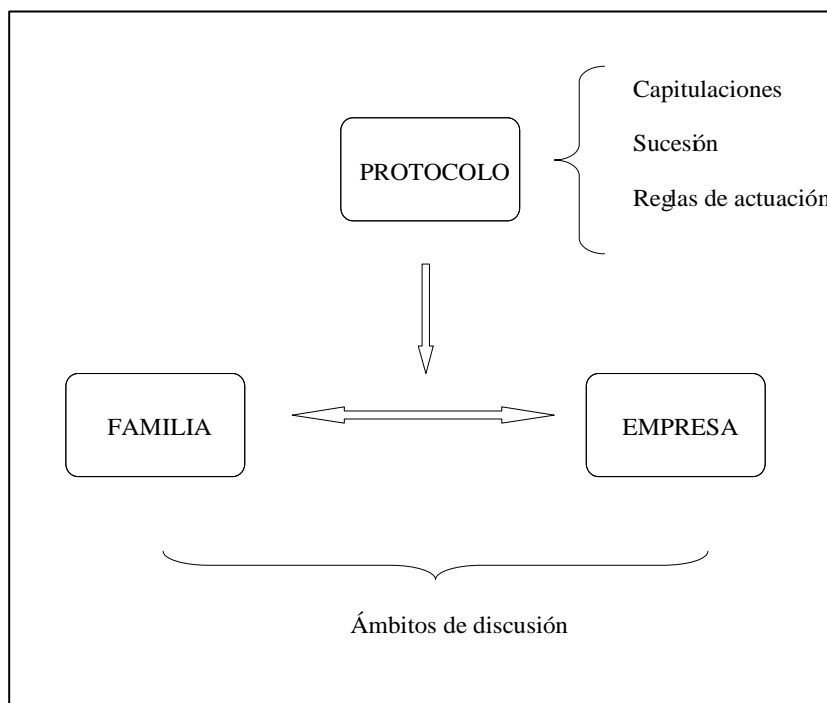 Capitulaciones
Sucesión
PROTOCOLO
Reglas de actuación
FAMILIA
EMPRESA
Ámbitos de discusión